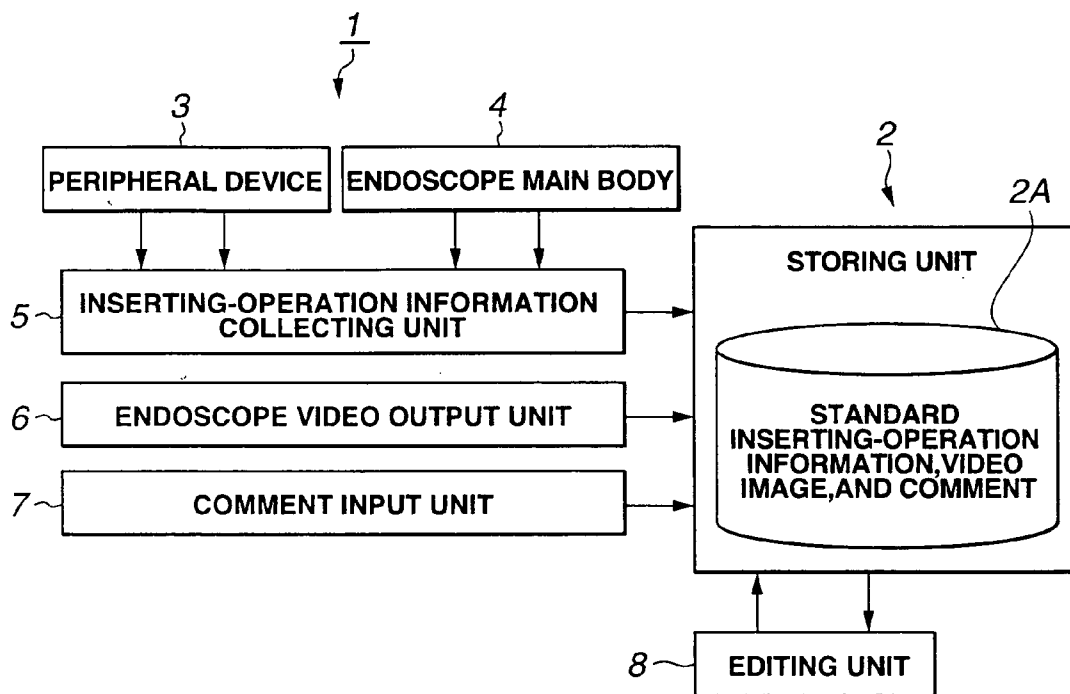 1
3
4
PERIPHERAL DEVICE
ENDOSCOPE MAIN BODY
2
2A
STORING UNIT
5
INSERTING-OPERATION INFORMATION
COLLECTING UNIT
6
ENDOSCOPE VIDEO OUTPUT UNIT
7
COMMENT INPUT UNIT
STANDARD
INSERTING-OPERATION
INFORMATION,VIDEO
IMAGE,AND COMMENT
8
EDITING UNIT